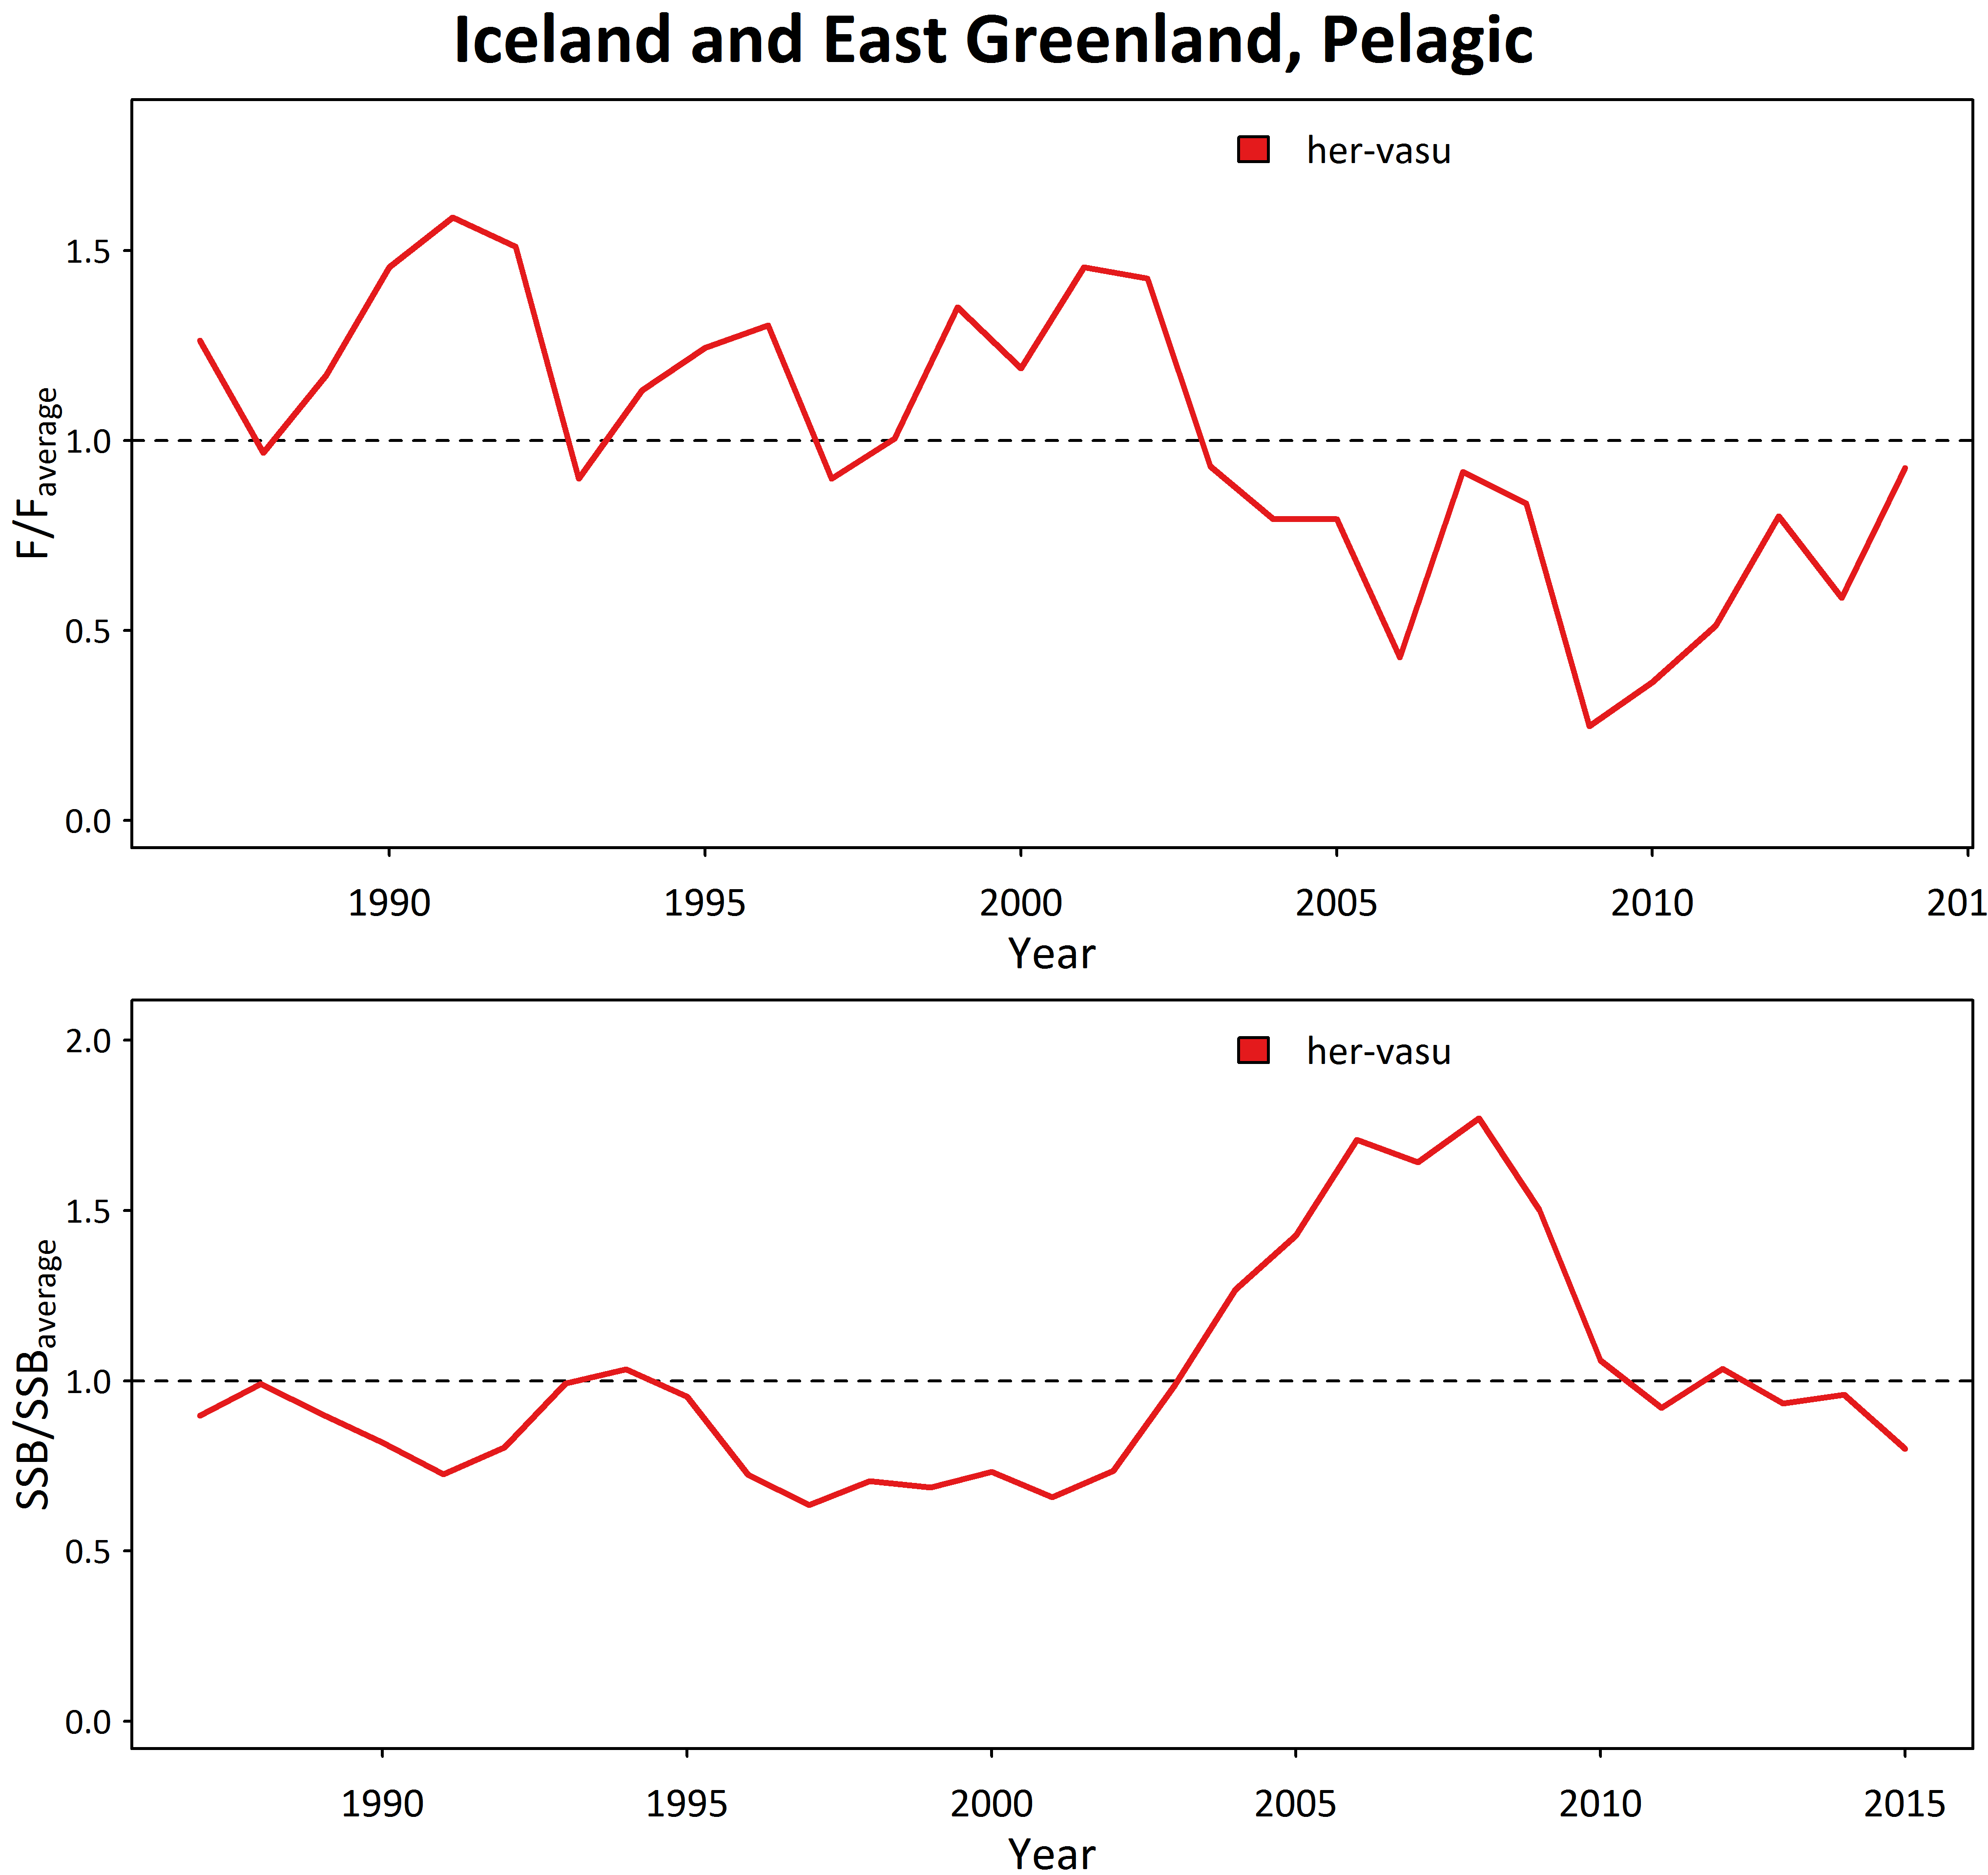 Iceland and East Greenland, Pelagic
her-vasu
1.5
1.0
0.5
0.0
F/Faverage
1990 1995 2000 2005 2010 201
Year
her-vasu
2.0
1.5
1.0
0.5
0.0
SSB/SSBaverage
1990 1995 2000 2005 2010 2015
Year